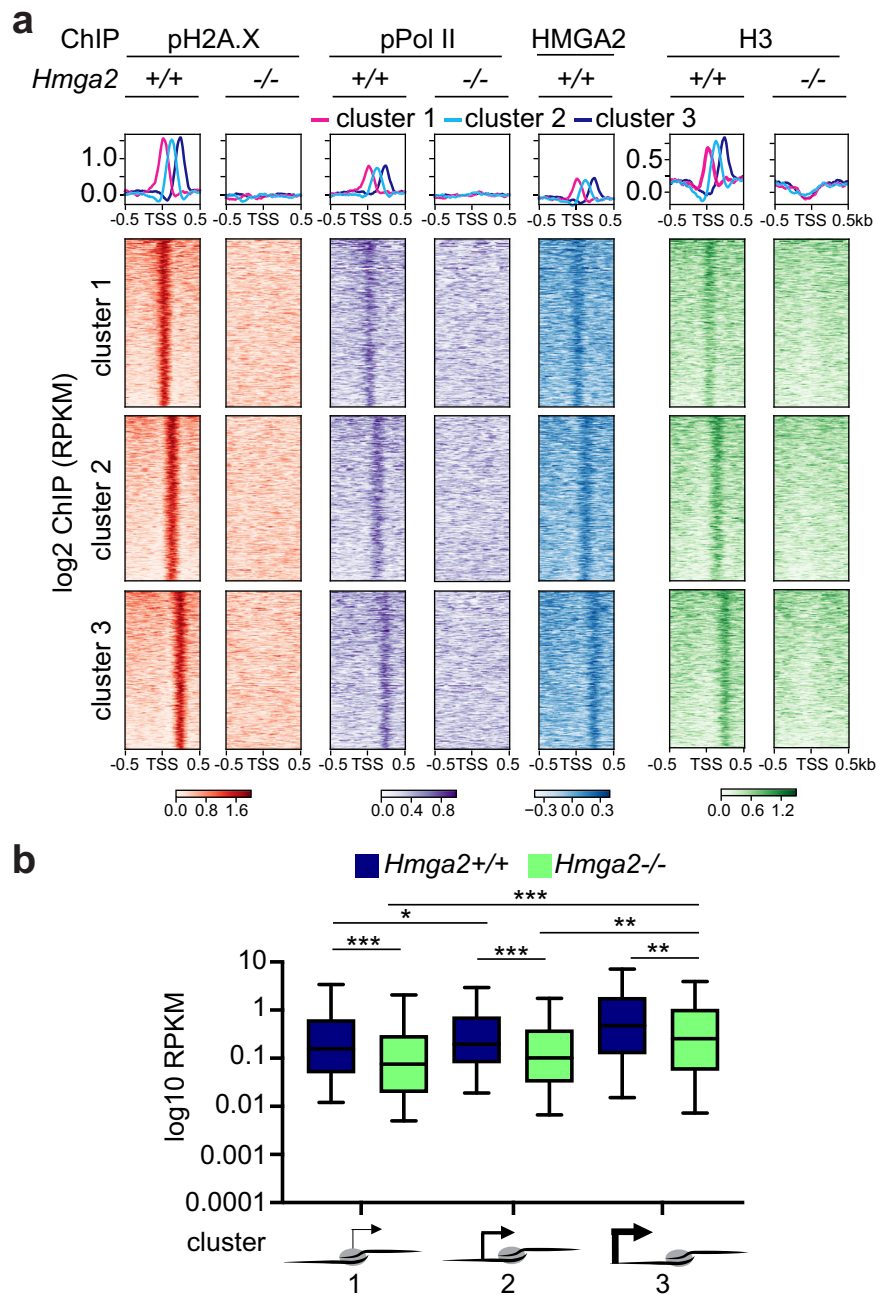 a
ChIP pH2A.X pPol II HMGA2 H3
Hmga2 +/+ -/- +/+ -/- +/+ +/+ -/-
cluster 1 cluster 2 cluster 3
1.0
0.0
0.5
0.0
-0.5 TSS 0.5 -0.5 TSS 0.5 -0.5 TSS 0.5 -0.5 TSS 0.5 -0.5 TSS 0.5 -0.5 TSS 0.5 -0.5 TSS 0.5kb
log2 ChIP (RPKM)
cluster 1
cluster 2
cluster 3
-0.5 TSS 0.5 -0.5 TSS 0.5 -0.5 TSS 0.5 -0.5 TSS 0.5 -0.5 TSS 0.5 -0.5 TSS 0.5 -0.5 TSS 0.5kb
0.0 0.8 1.6
0.0 0.4 0.8
−0.3 0.0 0.3
0.0 0.6 1.2
b
Hmga2+/+ Hmga2-/-
***
* **
*** *** **
log10 RPKM
10
1
0.1
0.01
0.001
0.0001
cluster
1 2 3